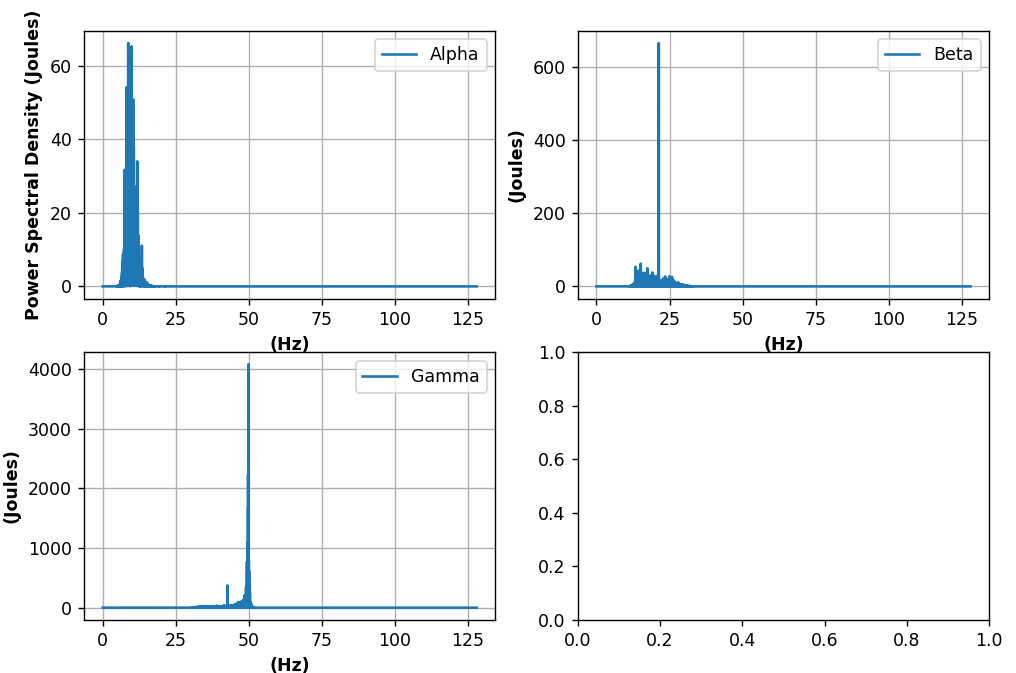 Power Spectral Density (Joules)
60
40
20
0
Alpha
0 25 50 75 100 125
(Hz)
(Joules)
600
400
200
0
Beta
0 25 50 75 100 125
(Hz)
(Joules)
4000
3000
2000
1000
0
Gamma
0 25 50 75 100 125
(Hz)
1.0
0.8
0.6
0.4
0.2
0.0
0.0 0.2 0.4 0.6 0.8 1.0